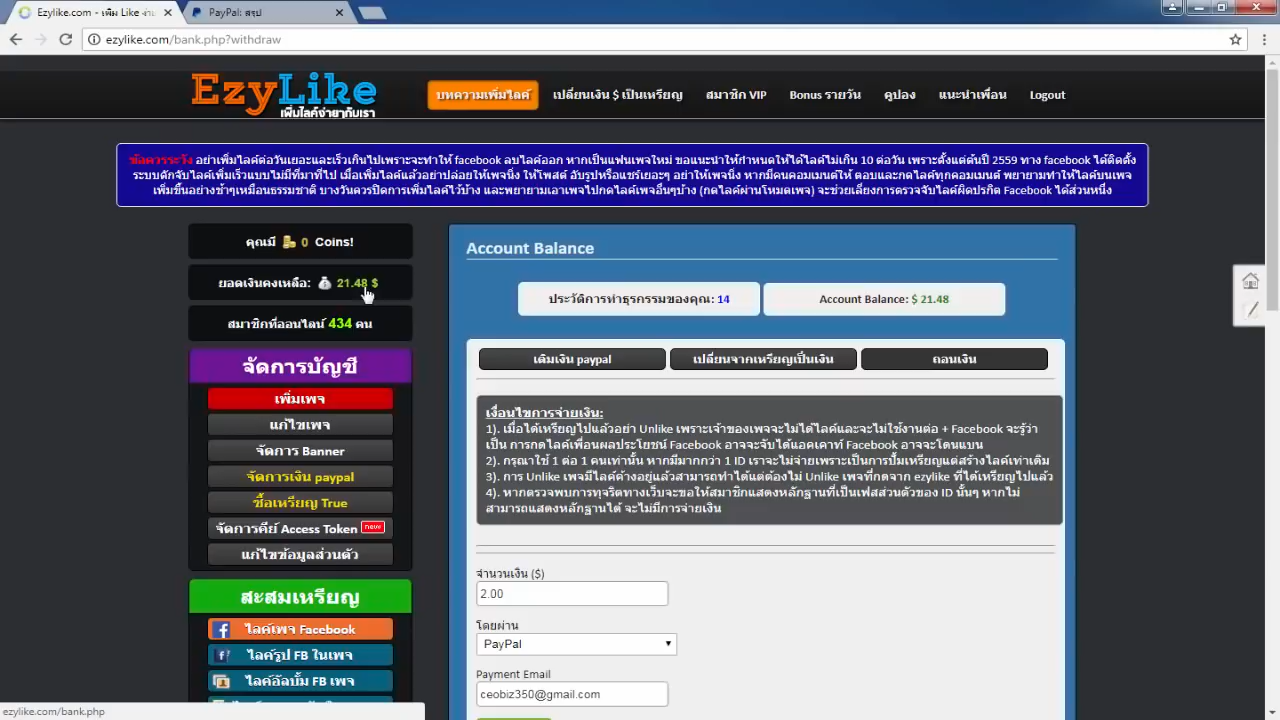 Ezylike.com - เพิ่ม Like ง่าย
PayPal: สรุป
ezylike.com/bank.php?withdraw
EzyLike
เพิ่มไลค์ง่ายๆกับเรา
บทความเพิ่มไลค์
เปลี่ยนเงิน $ เป็นเหรียญ
สมาชิก VIP
Bonus รายวัน
คูปอง
แนะนำเพื่อน
Logout
ข้อควรระวัง อย่าเพิ่มไลค์ต่อวันเยอะและเร็วเกินไปเพราะจะทำให้ facebook ลบไลค์ออก หากเป็นแฟนเพจใหม่ ขอแนะนำให้กำหนดให้ได้ไลค์ไม่เกิน 10 ต่อวัน เพราะตั้งแต่ต้นปี 2559 ทาง facebook ได้ติดตั้ง
ระบบดักจับไลค์เพิ่มเร็วแบบไม่มีที่มาที่ไป เมื่อเพิ่มไลค์แล้วอย่าปล่อยให้เพจนิ่ง ให้โพสต์ อับรูปหรือแชร์เยอะๆ อย่าให้เพจนิ่ง หากมีคนคอมเมนต์ให้ ตอบและกดไลค์ทุกคอมเมนต์ พยายามทำให้ไลค์บนเพจ
เพิ่มขึ้นอย่างช้าๆเหมือนธรรมชาติ บางวันควรปิดการเพิ่มไลค์ไว้บ้าง และพยายามเอาเพจไปกดไลค์เพจอื่นๆบ้าง (กดไลค์ผ่านโหมดเพจ) จะช่วยเลี่ยงการตรวจจับไลค์ผิดปรกิต Facebook ได้ส่วนหนึ่ง
คุณมี 0 Coins!
ยอดเงินคงเหลือ: 21.48 $
สมาชิกที่ออนไลน์ 434 คน
จัดการบัญชี
เพิ่มเพจ
แก้ไขเพจ
จัดการ Banner
จัดการเงิน paypal
ซื้อเหรียญ True
จัดการคีย์ Access Token new
แก้ไขข้อมูลส่วนตัว
สะสมเหรียญ
ไลค์เพจ Facebook
ไลค์รูป FB ในเพจ
ไลค์อัลบั้ม FB เพจ
Account Balance
ประวัติการทำธุรกรรมของคุณ: 14
Account Balance: $ 21.48
เติมเงิน paypal
เปลี่ยนจากเหรียญเป็นเงิน
ถอนเงิน
เงื่อนไขการจ่ายเงิน:
1). เมื่อได้เหรียญไปแล้วอย่า Unlike เพราะเจ้าของเพจจะไม่ได้ไลค์และจะไม่ใช้งานต่อ + Facebook จะรู้ว่า
เป็น การกดไลค์เพื่อนผลประโยชน์ Facebook อาจจะจับได้แอคเคาท์ Facebook อาจจะโดนแบน
2). กรุณาใช้ 1 ต่อ 1 คนเท่านั้น หากมีมากกว่า 1 ID เราจะไม่จ่ายเพราะเป็นการปั้มเหรียญแต่สร้างไลค์เท่าเดิม
3). การ Unlike เพจมีไลค์ค้างอยู่แล้วสามารถทำได้แต่ต้องไม่ Unlike เพจที่กดจาก ezylike ที่ได้เหรียญไปแล้ว
4). หากตรวจพบการทุจริตทางเว็บจะขอให้สมาชิกแสดงหลักฐานที่เป็นเฟสส่วนตัวของ ID นั้นๆ หากไม่
สามารถแสดงหลักฐานได้ จะไม่มีการจ่ายเงิน
จำนวนเงิน ($)
2.00
โดยผ่าน
PayPal
Payment Email
ceobiz350@gmail.com
ezylike.com/bank.php